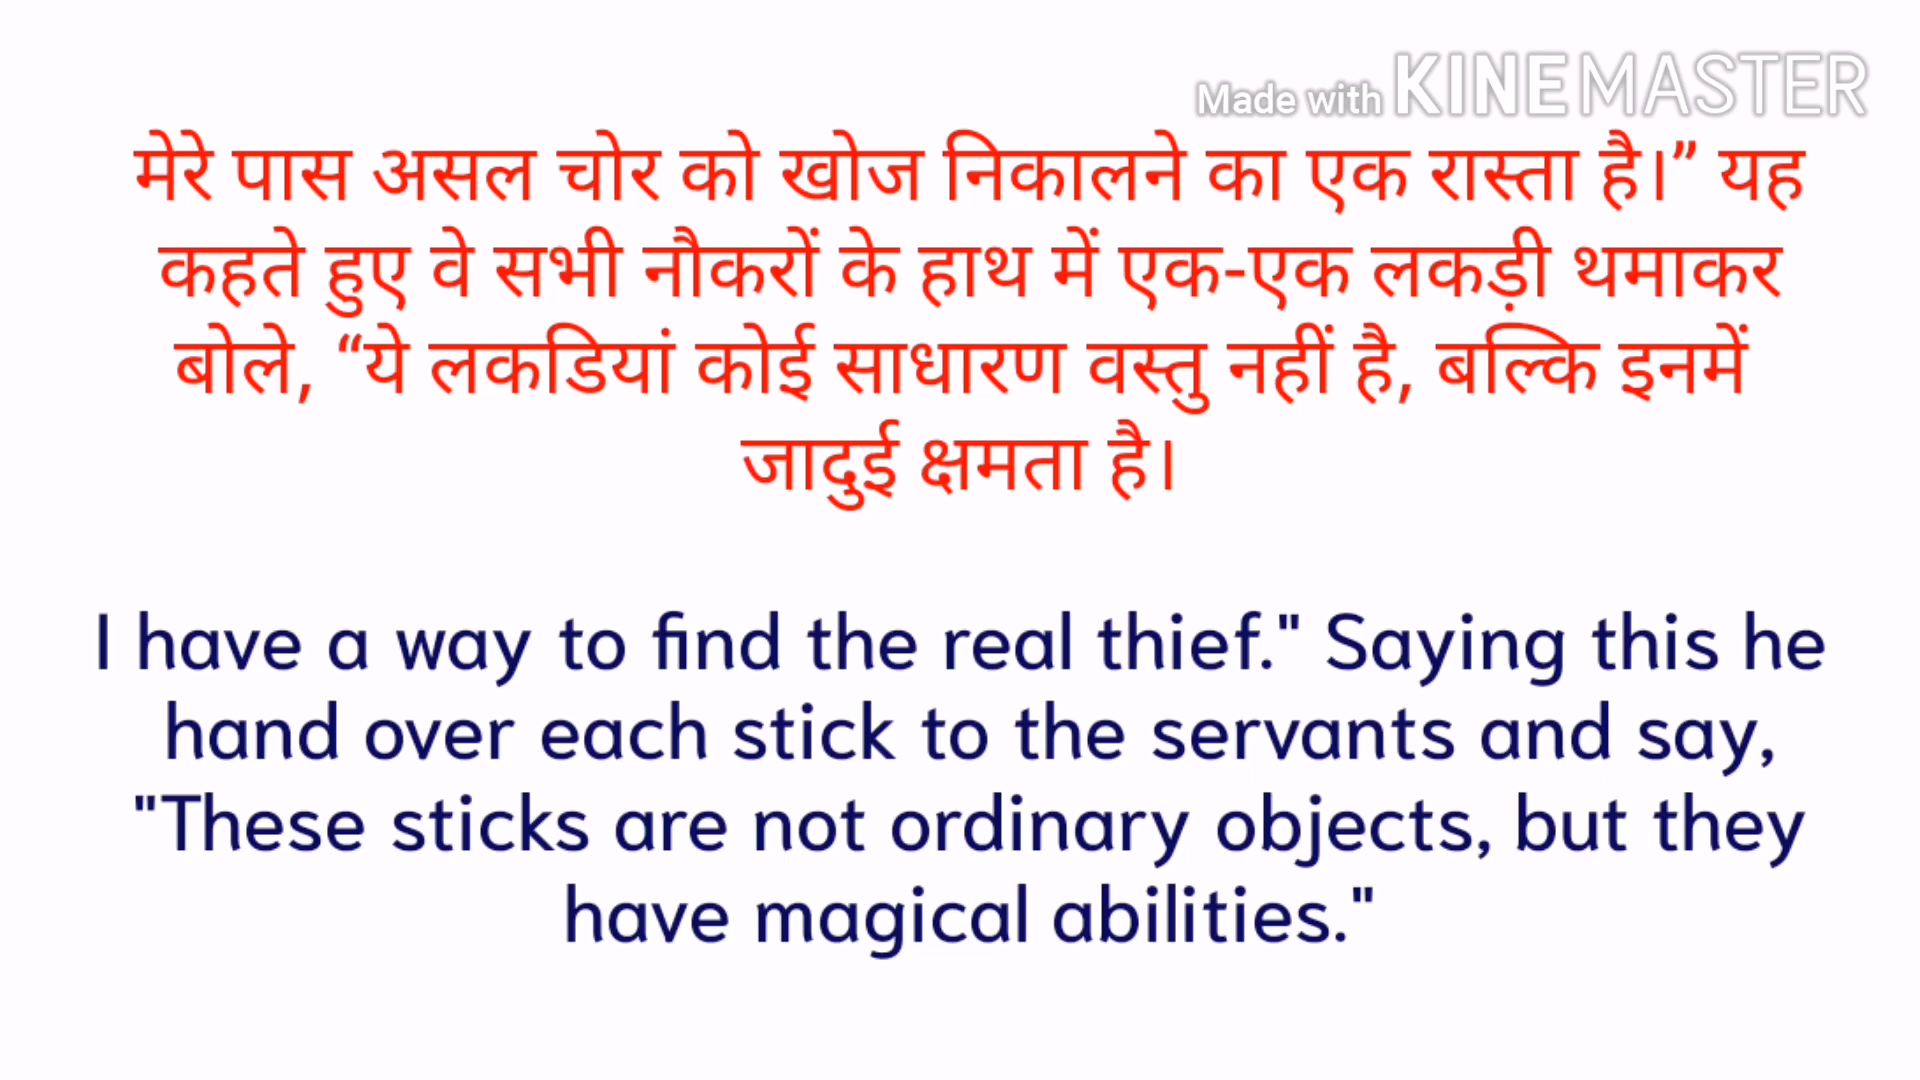 Made with KINEMASTER
मेरे पास असल चोर को खोज निकालने का एक रास्ता है।” यह
कहते हुए वे सभी नौकरों के हाथ में एक-एक लकड़ी थमाकर
बोले, “ये लकडियां कोई साधारण वस्तु नहीं है, बल्कि इनमें
जादुई क्षमता है।
I have a way to find the real thief." Saying this he
hand over each stick to the servants and say,
"These sticks are not ordinary objects, but they
have magical abilities."